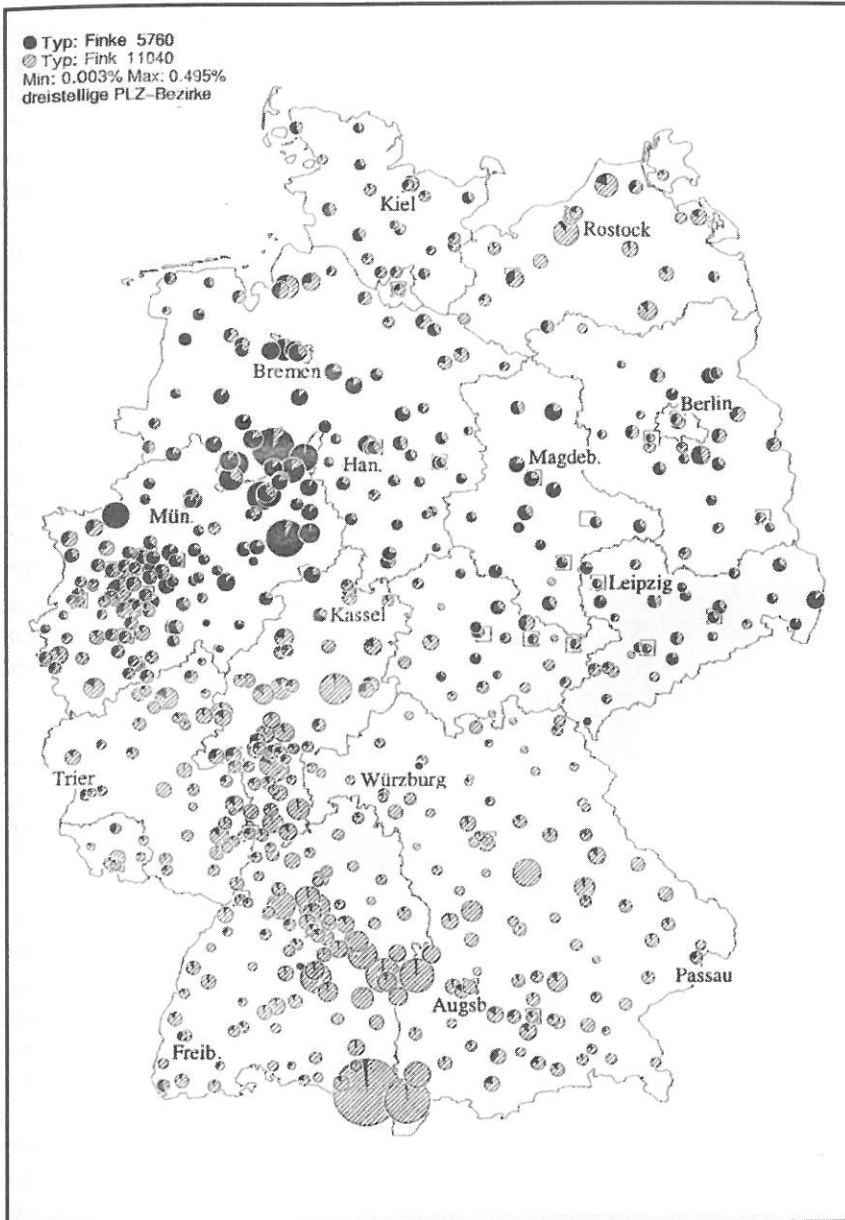 Typ: Finke 5760
Typ: Fink 11040
Min: 0.003% Max: 0.495%
dreistellige PLZ-Bezirke
Kiel
Rostock
Bremen
Berlin
Han.
Magdeb.
Mün.
Leipzig
Kassel
Trier
Würzburg
Passau
Augsb.
Freib.